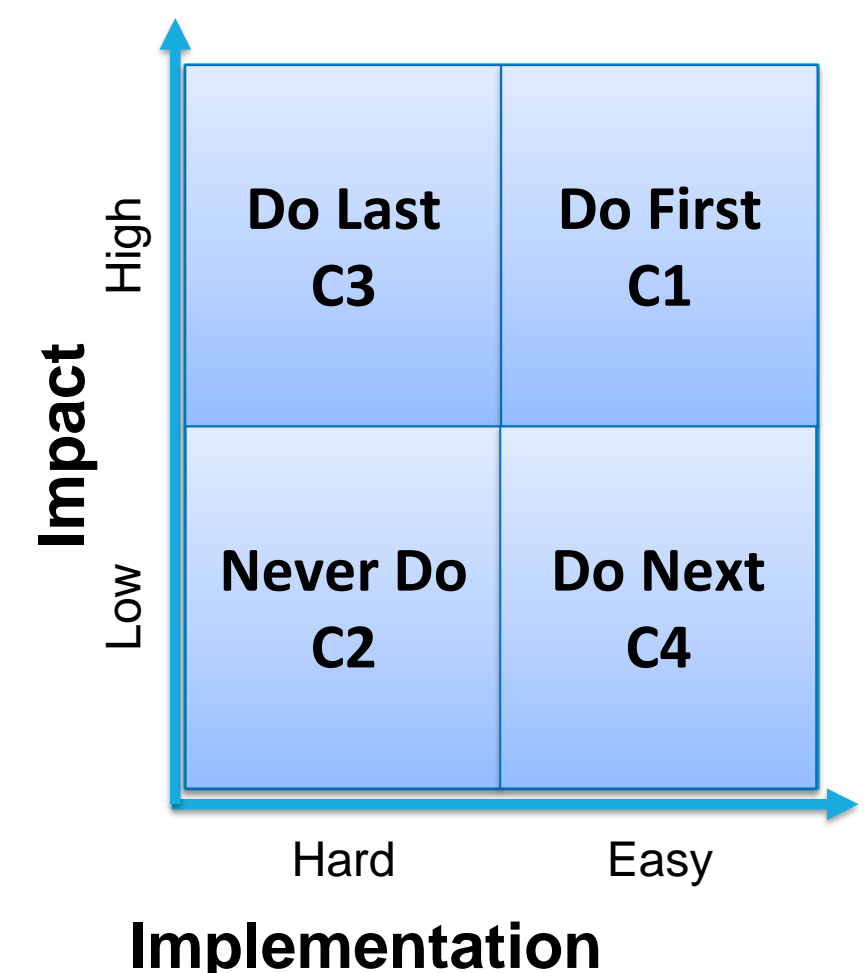 High
Low
Impact
Do Last
C3
Do First
C1
Never Do
C2
Do Next
C4
Hard
Easy
Implementation